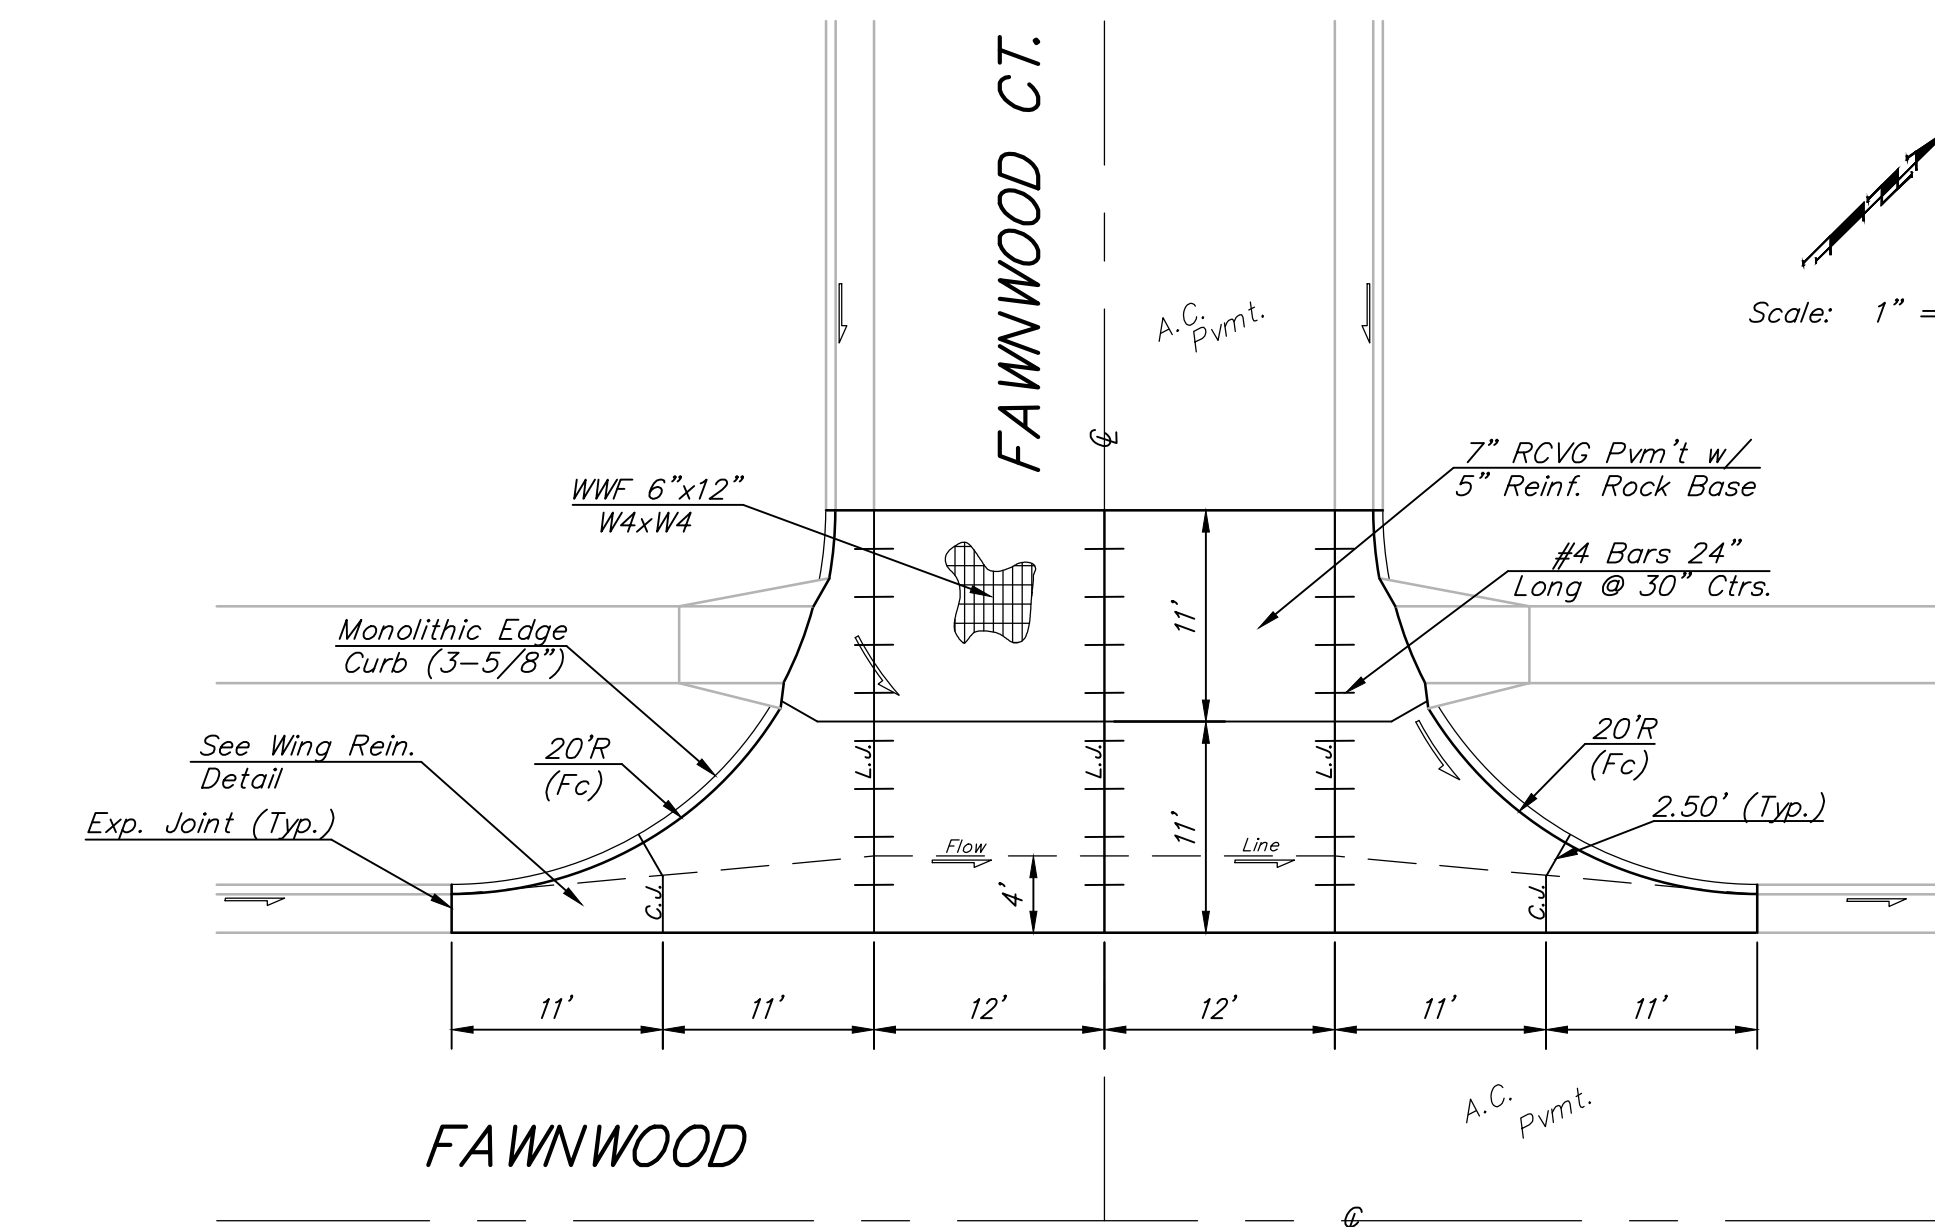 FAWNWOOD CT.
A.C.
Pvmt.
Scale: 1" =
℄
7" RCVG Pvm't w/
5" Reinf. Rock Base
WWF 6"x12"
W4xW4
#4 Bars 24"
Long @ 30" Ctrs.
11'
Monolithic Edge
Curb (3-5/8")
See Wing Rein.
Detail
20'R
(Fc)
L.J.
L.J.
L.J.
20'R
(Fc)
Exp. Joint (Typ.)
2.50' (Typ.)
11'
Flow
Line
4'
C.J.
C.J.
11'
11'
12'
12'
11'
11'
A.C.
Pvmt.
FAWNWOOD
℄